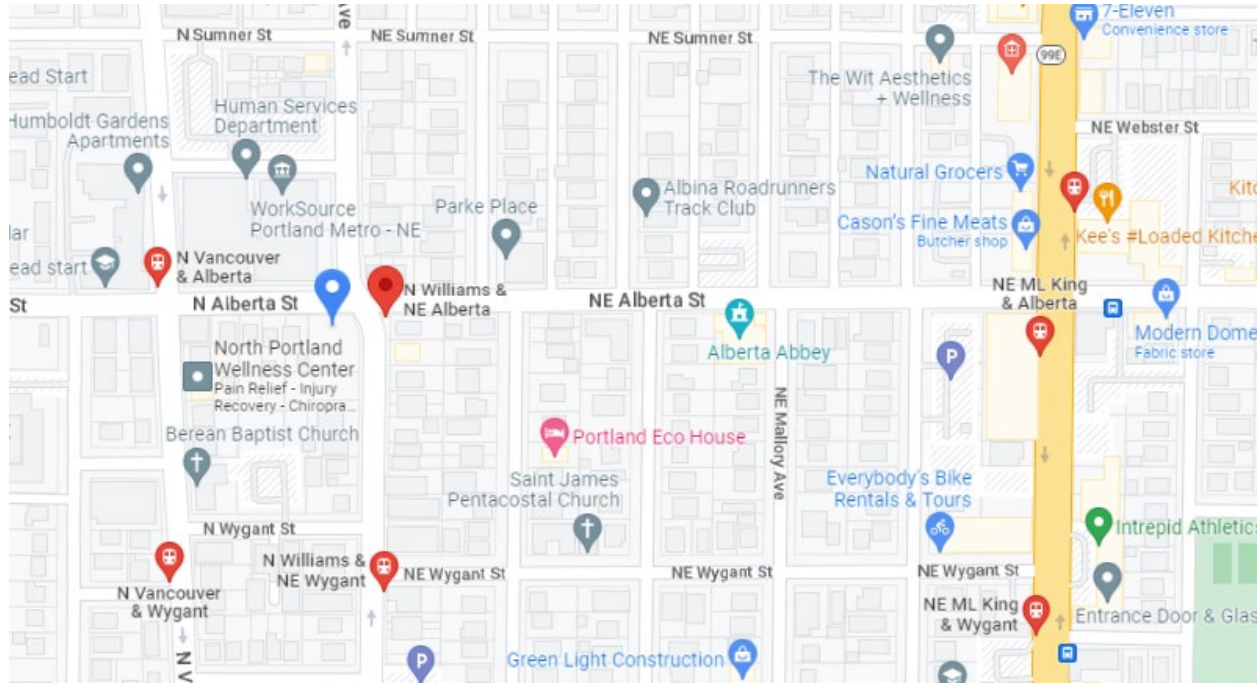 N Sumner St
Ave
NE Sumner St
NE Sumner St
7-Eleven
Convenience store
99E
The Wit Aesthetics
+ Wellness
ead Start
Human Services
Department
Humboldt Gardens
Apartments
NE Webster St
Natural Grocers
Albina Roadrunners
Track Club
WorkSource
Portland Metro - NE
Parke Place
Cason's Fine Meats
Butcher shop
Kee's #Loaded Kitche
ead start
N Vancouver
& Alberta
St
N Alberta St
N Williams &
NE Alberta
NE Alberta St
NE ML King
& Alberta
Modern Dome
Fabric store
Alberta Abbey
P
North Portland
Wellness Center
Pain Relief - Injury
Recovery - Chiropra...
Berean Baptist Church
NE Mallory Ave
Portland Eco House
Saint James
Pentacostal Church
Everybody's Bike
Rentals & Tours
N Wygant St
Intrepid Athletics
N Williams &
NE Wygant
NE Wygant St
NE Wygant St
NE Wygant St
N Vancouver
& Wygant
NE ML King
& Wygant
Entrance Door & Glas
N V
P
Green Light Construction